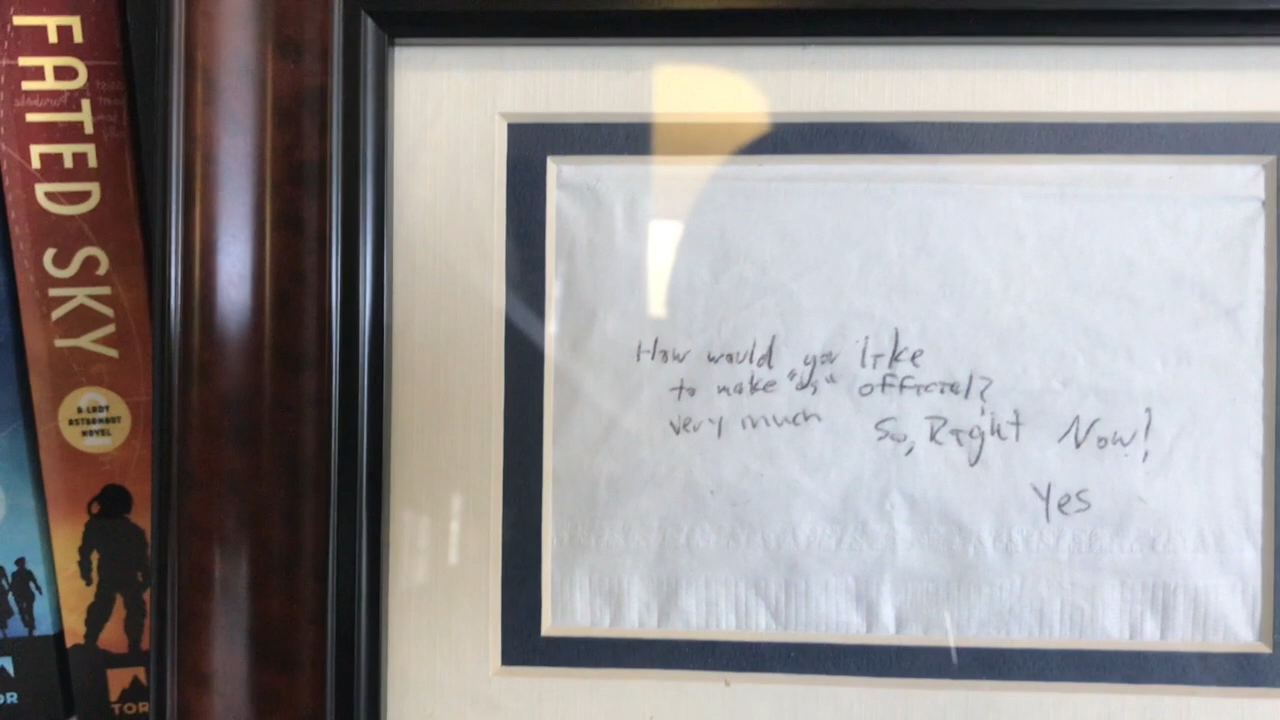 FATED SKY
A LADY
ASTRONAUT
NOVEL
TOR
OR
How would you like
to make "us" official?
very much So, Right Now!
Yes